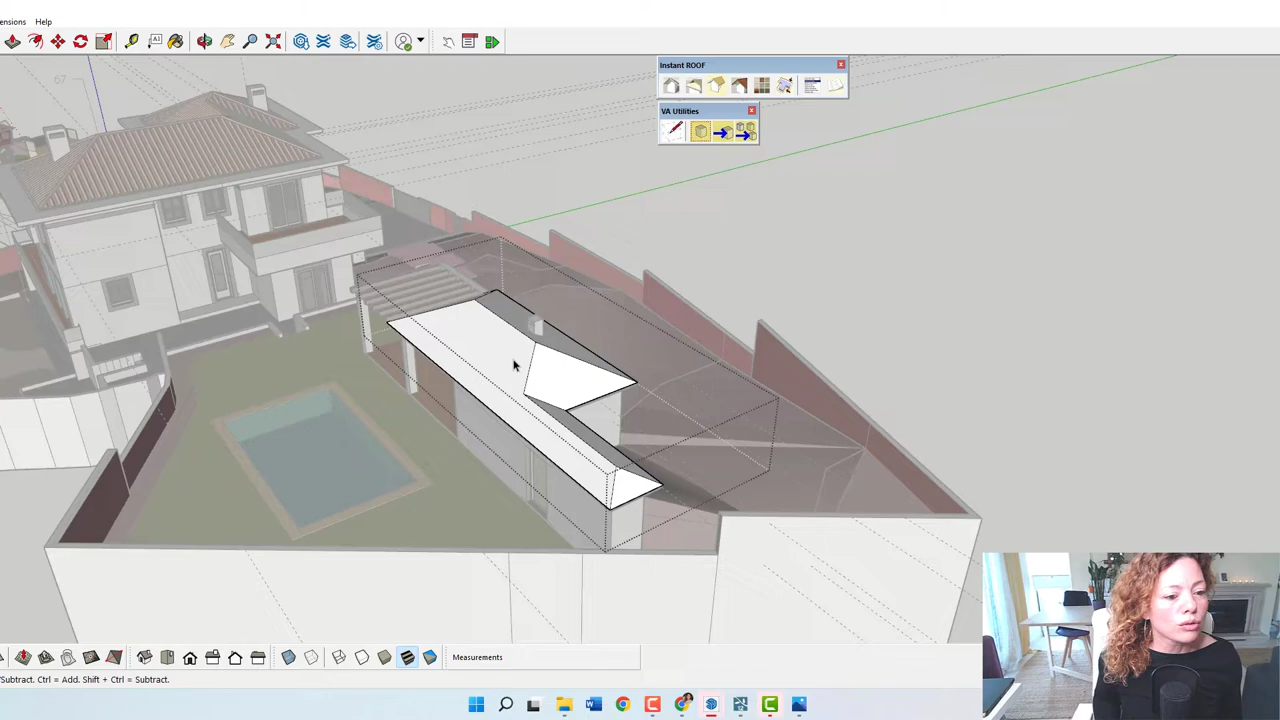 ensions Help
Instant ROOF
VA Utilities
Measurements
/Subtract. Ctrl = Add. Shift + Ctrl = Subtract.